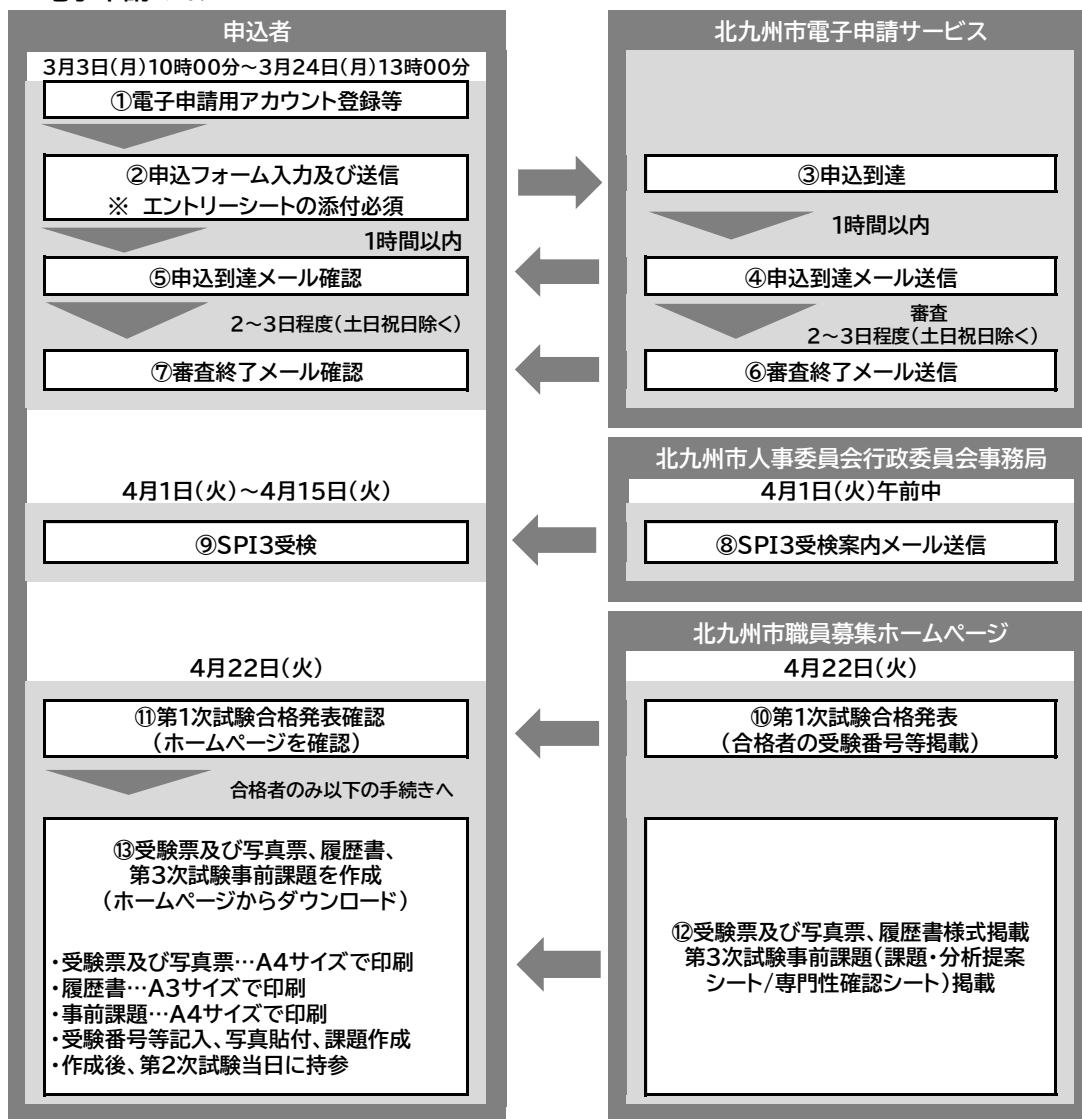 申込者
3月3日(月)10時00分～3月24日(月)13時00分
①電子申請用アカウント登録等
②申込フォーム入力及び送信
※ エントリーシートの添付必須
1時間以内
⑤申込到達メール確認
2～3日程度(土日祝日除く)
⑦審査終了メール確認
4月1日(火)～4月15日(火)
⑨SPI3受検
4月22日(火)
⑪第1次試験合格発表確認
(ホームページを確認)
合格者のみ以下の手続きへ
⑬受験票及び写真票、履歴書、
第3次試験事前課題を作成
(ホームページからダウンロード)
・受験票及び写真票…A4サイズで印刷
・履歴書…A3サイズで印刷
・事前課題…A4サイズで印刷
・受験番号等記入、写真貼付、課題作成
・作成後、第2次試験当日に持参
北九州市電子申請サービス
③申込到達
1時間以内
④申込到達メール送信
審査
2～3日程度(土日祝日除く)
⑥審査終了メール送信
北九州市人事委員会行政委員会事務局
4月1日(火)午前中
⑧SPI3受検案内メール送信
北九州市職員募集ホームページ
4月22日(火)
⑩第1次試験合格発表
(合格者の受験番号等掲載)
⑫受験票及び写真票、履歴書様式掲載
第3次試験事前課題(課題・分析提案
シート/専門性確認シート)掲載